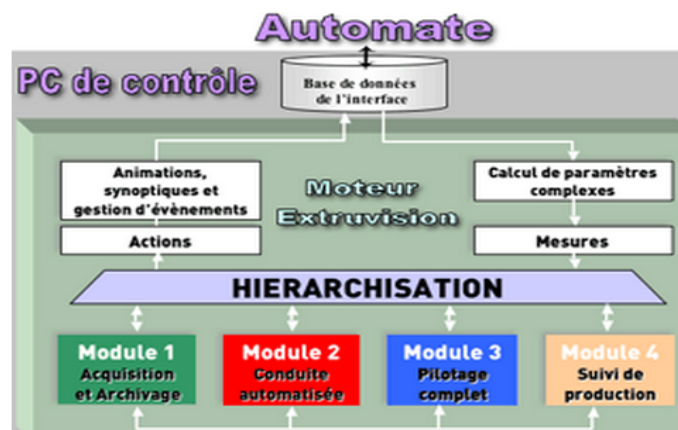 Automate
PC de contrôle
Base de données
de l'interface
Animations,
synoptiques et
gestion d'évènements
Actions
Moteur
Extruvision
Calcul de paramètres
complexes
Mesures
HIERARCHISATION
Module 1
Acquisition
et Archivage
Module 2
Conduite
automatisée
Module 3
Pilotage
complet
Module 4
Suivi de
production